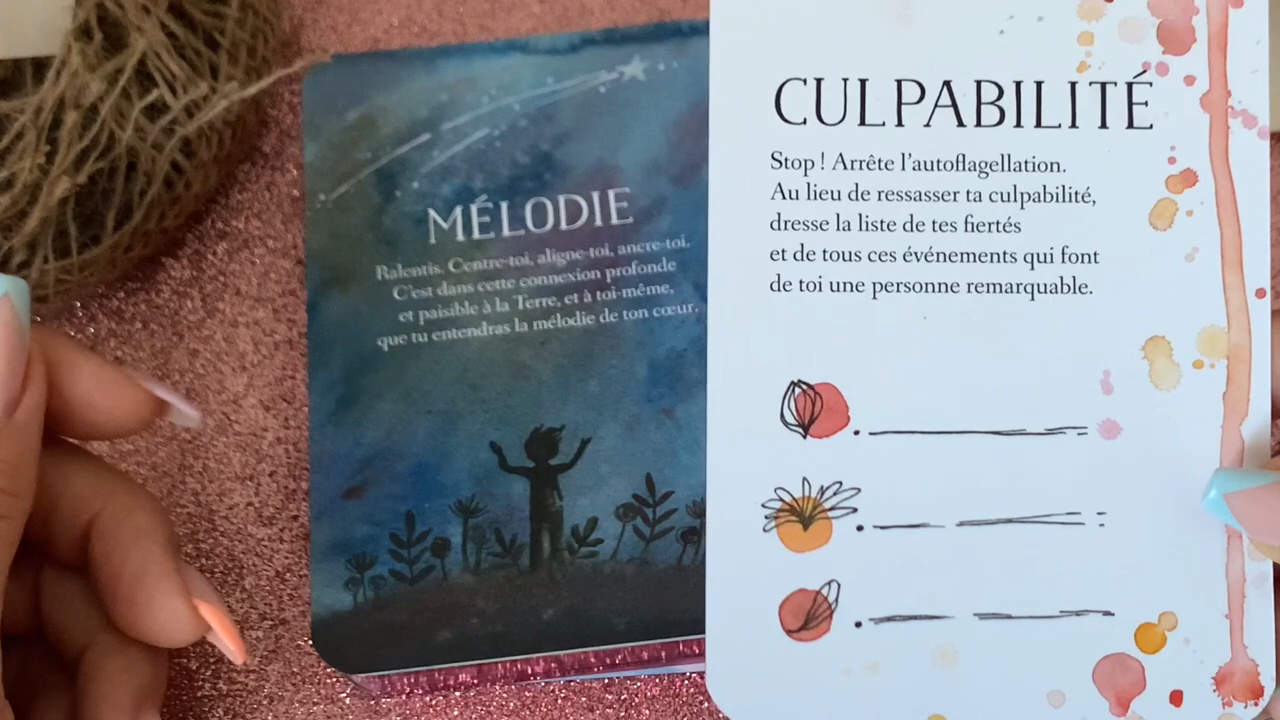 MÉLODIE
Ralentis. Centre-toi, aligne-toi, ancre-toi.
C'est dans cette connexion profonde
et paisible à la Terre, et à toi-même,
que tu entendras la mélodie de ton cœur.
CULPABILITÉ
Stop ! Arrête l'autoflagellation.
Au lieu de ressasser ta culpabilité,
dresse la liste de tes fiertés
et de tous ces événements qui font
de toi une personne remarquable.